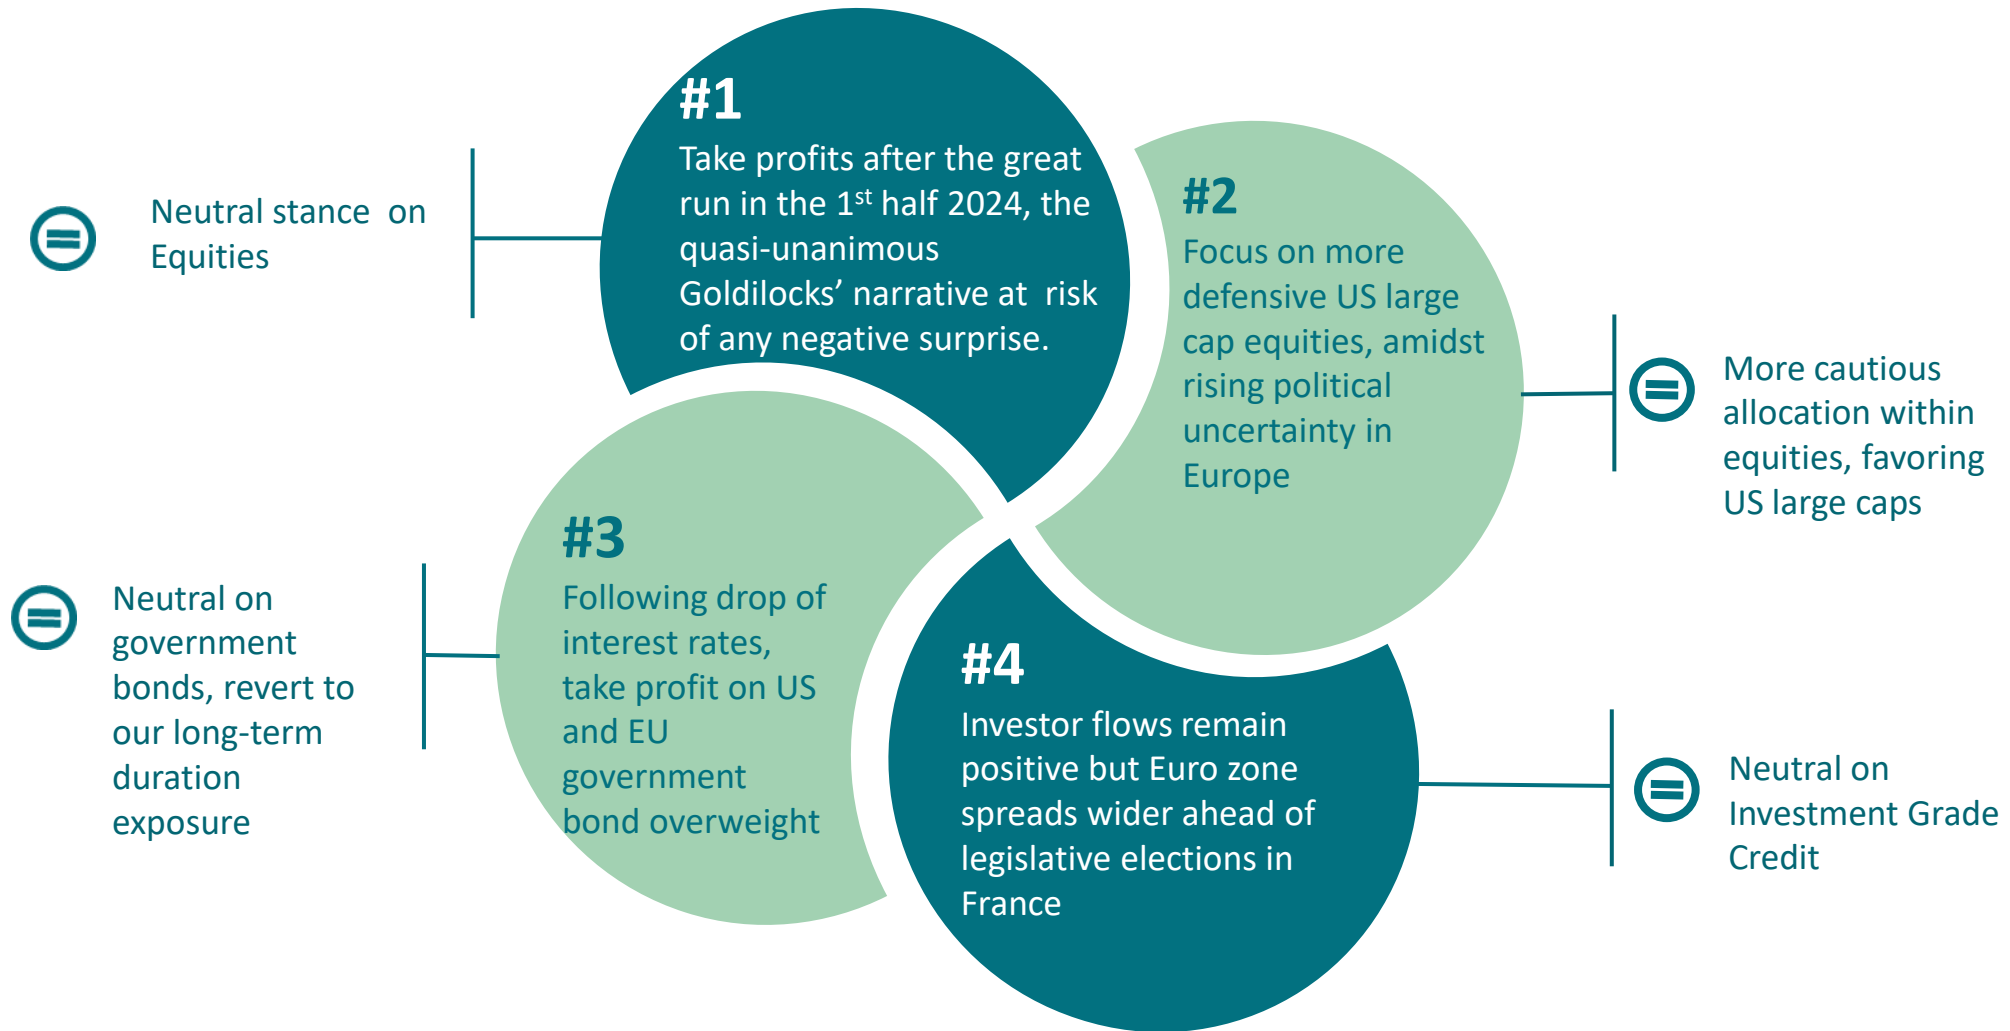 Neutral stance on
Equities
#1
Take profits after the great
run in the 1st half 2024, the
quasi-unanimous
Goldilocks’ narrative at risk
of any negative surprise.
#2
Focus on more
defensive US large
cap equities, amidst
rising political
uncertainty in
Europe
More cautious
allocation within
equities, favoring
US large caps
Neutral on
government
bonds, revert to
our long-term
duration
exposure
#3
Following drop of
interest rates,
take profit on US
and EU
government
bond overweight
#4
Investor flows remain
positive but Euro zone
spreads wider ahead of
legislative elections in
France
Neutral on
Investment Grade
Credit